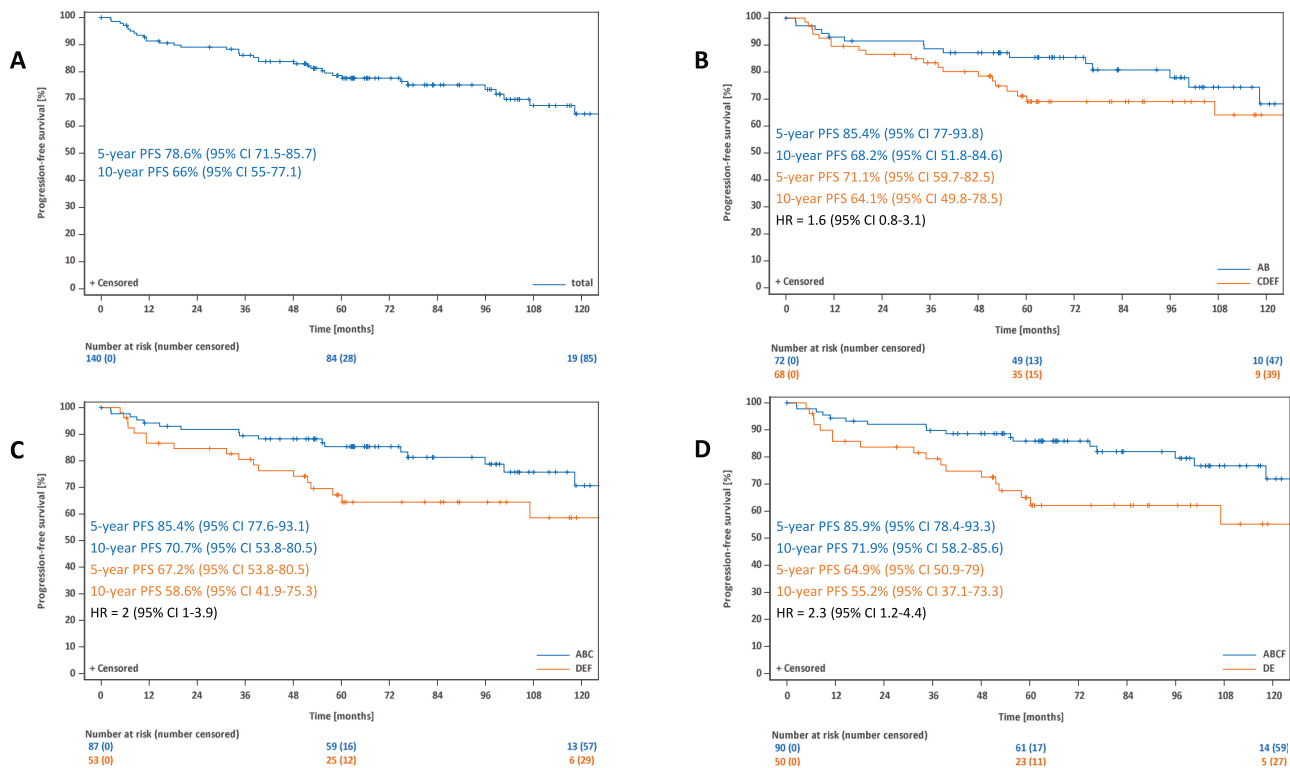 A
Progression-free survival [%]
100
90
80
70
60
50
40
30
20
10
0
5-year PFS 78.6% (95% CI 71.5-85.7)
10-year PFS 66% (95% CI 55-77.1)
+ Censored
total
0 12 24 36 48 60 72 84 96 108 120
Time [months]
Number at risk (number censored)
140 (0) 84 (28) 19 (85)
B
Progression-free survival [%]
100
90
80
70
60
50
40
30
20
10
0
5-year PFS 85.4% (95% CI 77-93.8)
10-year PFS 68.2% (95% CI 51.8-84.6)
5-year PFS 71.1% (95% CI 59.7-82.5)
10-year PFS 64.1% (95% CI 49.8-78.5)
HR = 1.6 (95% CI 0.8-3.1)
+ Censored
AB
CDEF
0 12 24 36 48 60 72 84 96 108 120
Time [months]
Number at risk (number censored)
72 (0) 49 (13) 10 (47)
68 (0) 35 (15) 9 (39)
C
Progression-free survival [%]
100
90
80
70
60
50
40
30
20
10
0
5-year PFS 85.4% (95% CI 77.6-93.1)
10-year PFS 70.7% (95% CI 53.8-80.5)
5-year PFS 67.2% (95% CI 53.8-80.5)
10-year PFS 58.6% (95% CI 41.9-75.3)
HR = 2 (95% CI 1-3.9)
+ Censored
ABC
DEF
0 12 24 36 48 60 72 84 96 108 120
Time [months]
Number at risk (number censored)
87 (0) 59 (16) 13 (57)
53 (0) 25 (12) 6 (29)
D
Progression-free survival [%]
100
90
80
70
60
50
40
30
20
10
0
5-year PFS 85.9% (95% CI 78.4-93.3)
10-year PFS 71.9% (95% CI 58.2-85.6)
5-year PFS 64.9% (95% CI 50.9-79)
10-year PFS 55.2% (95% CI 37.1-73.3)
HR = 2.3 (95% CI 1.2-4.4)
+ Censored
ABCF
DE
0 12 24 36 48 60 72 84 96 108 120
Time [months]
Number at risk (number censored)
90 (0) 61 (17) 14 (59)
50 (0) 23 (11) 5 (27)